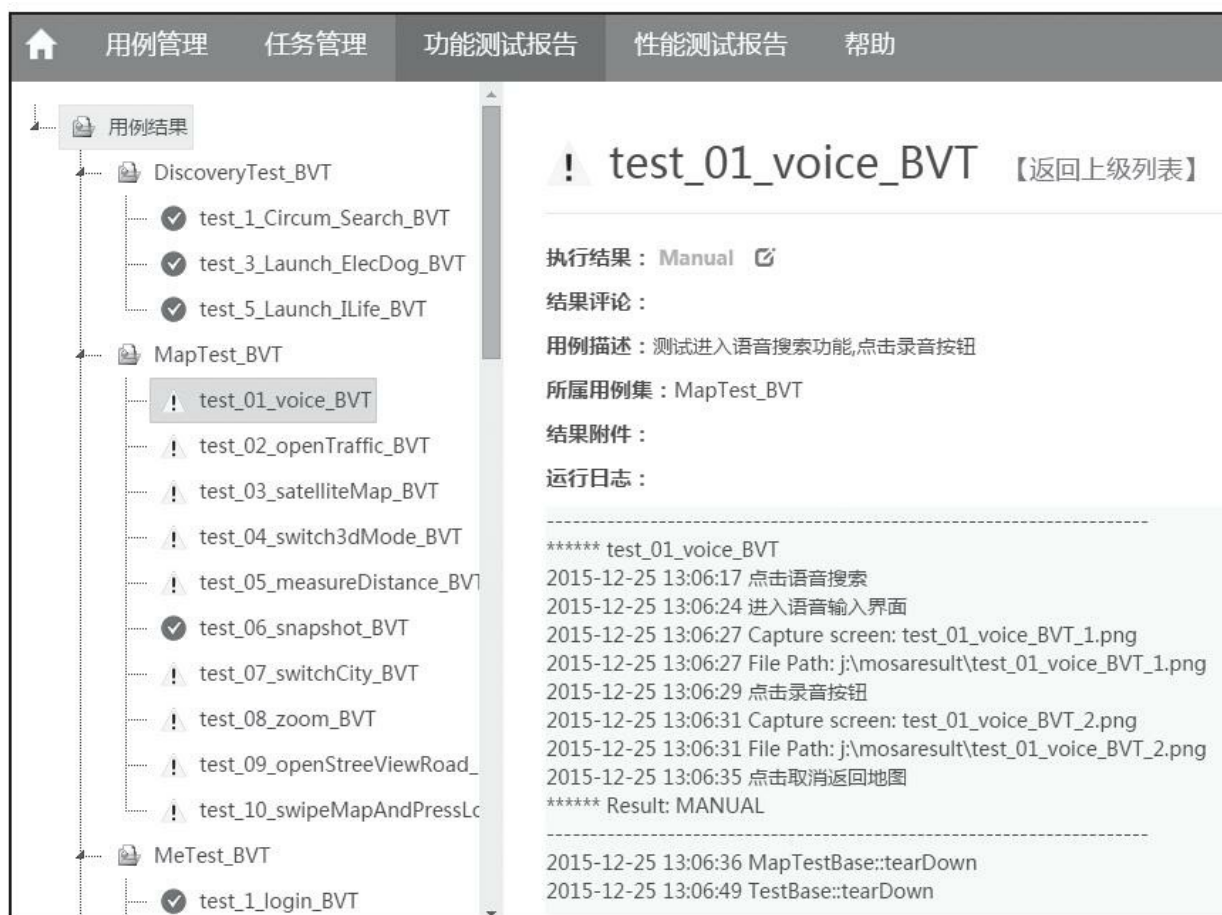 用例管理 任务管理 功能测试报告 性能测试报告 帮助
用例结果
DiscoveryTest_BVT
test_1_Circum_Search_BVT
test_3_Launch_ElecDog_BVT
test_5_Launch_ILife_BVT
MapTest_BVT
test_01_voice_BVT
test_02_openTraffic_BVT
test_03_satelliteMap_BVT
test_04_switch3dMode_BVT
test_05_measureDistance_BVT
test_06_snapshot_BVT
test_07_switchCity_BVT
test_08_zoom_BVT
test_09_openStreeViewRoad_
test_10_swipeMapAndPressLo
MeTest_BVT
test_1_login_BVT
test_01_voice_BVT 【返回上级列表】
执行结果：Manual
结果评论：
用例描述：测试进入语音搜索功能,点击录音按钮
所属用例集：MapTest_BVT
结果附件：
运行日志：
------------------------------------------------------------------------
****** test_01_voice_BVT
2015-12-25 13:06:17 点击语音搜索
2015-12-25 13:06:24 进入语音输入界面
2015-12-25 13:06:27 Capture screen: test_01_voice_BVT_1.png
2015-12-25 13:06:27 File Path: j:\mosaresult\test_01_voice_BVT_1.png
2015-12-25 13:06:29 点击录音按钮
2015-12-25 13:06:31 Capture screen: test_01_voice_BVT_2.png
2015-12-25 13:06:31 File Path: j:\mosaresult\test_01_voice_BVT_2.png
2015-12-25 13:06:35 点击取消返回地图
****** Result: MANUAL
------------------------------------------------------------------------
2015-12-25 13:06:36 MapTestBase::tearDown
2015-12-25 13:06:49 TestBase::tearDown